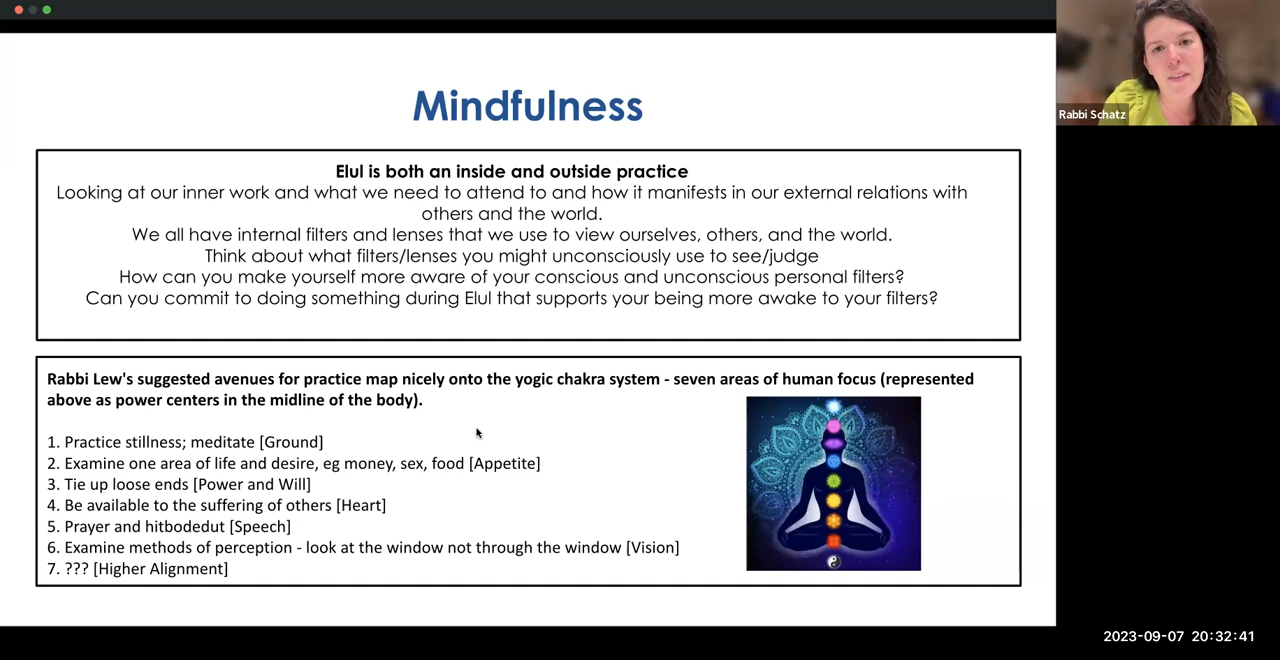 Mindfulness
Elul is both an inside and outside practice
Looking at our inner work and what we need to attend to and how it manifests in our external relations with
others and the world.
We all have internal filters and lenses that we use to view ourselves, others, and the world.
Think about what filters/lenses you might unconsciously use to see/judge
How can you make yourself more aware of your conscious and unconscious personal filters?
Can you commit to doing something during Elul that supports your being more awake to your filters?
Rabbi Lew's suggested avenues for practice map nicely onto the yogic chakra system - seven areas of human focus (represented
above as power centers in the midline of the body).
1. Practice stillness; meditate [Ground]
2. Examine one area of life and desire, eg money, sex, food [Appetite]
3. Tie up loose ends [Power and Will]
4. Be available to the suffering of others [Heart]
5. Prayer and hitbodedut [Speech]
6. Examine methods of perception - look at the window not through the window [Vision]
7. ??? [Higher Alignment]
Rabbi Schatz
2023-09-07 20:32:41